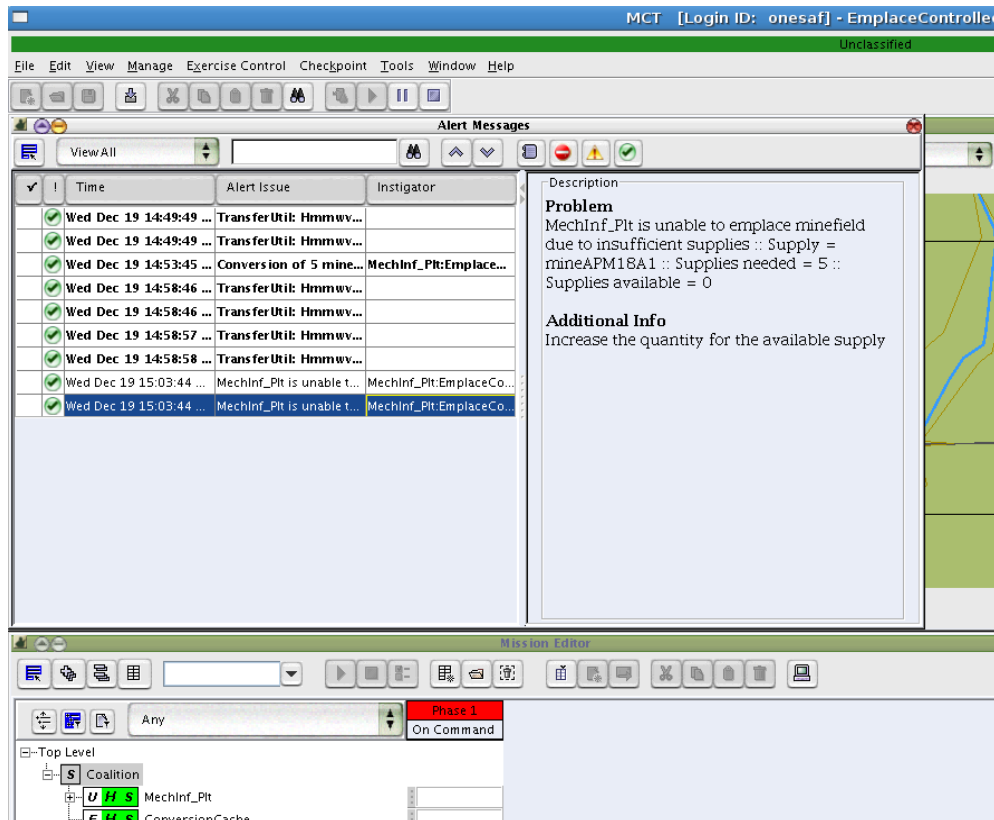 MCT [Login ID: onesaf] - EmplaceControlle
Unclassified
File Edit View Manage Exercise Control Checkpoint Tools Window Help
Alert Messages
View All
✔ ! Time Alert Issue Instigator
Wed Dec 19 14:49:49 ... TransferUtil: Hmmwv...
Wed Dec 19 14:49:49 ... TransferUtil: Hmmwv...
Wed Dec 19 14:53:45 ... Conversion of 5 mine... MechInf_Plt:Emplace...
Wed Dec 19 14:58:46 ... TransferUtil: Hmmwv...
Wed Dec 19 14:58:46 ... TransferUtil: Hmmwv...
Wed Dec 19 14:58:57 ... TransferUtil: Hmmwv...
Wed Dec 19 14:58:58 ... TransferUtil: Hmmwv...
Wed Dec 19 15:03:44 ... MechInf_Plt is unable t... MechInf_Plt:EmplaceCo...
Wed Dec 19 15:03:44 ... MechInf_Plt is unable t... MechInf_Plt:EmplaceCo...
Description
Problem
MechInf_Plt is unable to emplace minefield
due to insufficient supplies :: Supply =
mineAPM18A1 :: Supplies needed = 5 ::
Supplies available = 0
Additional Info
Increase the quantity for the available supply
Mission Editor
Any
Phase 1
On Command
Top Level
S Coalition
U H S MechInf_Plt
E H S ConversionCache